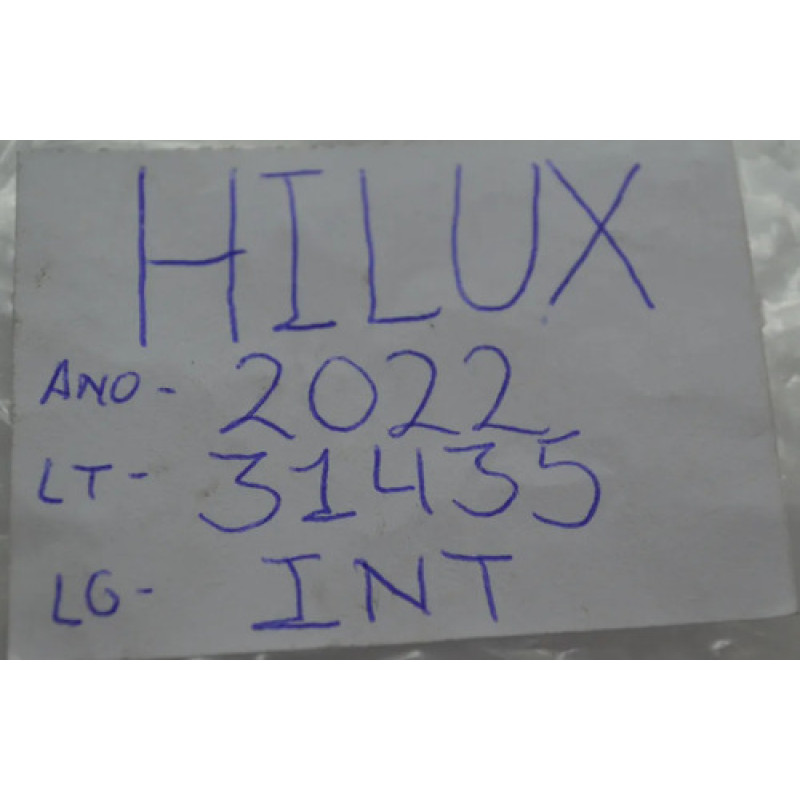 HILUX
ANO- 2022
LT- 31435
LG- INT